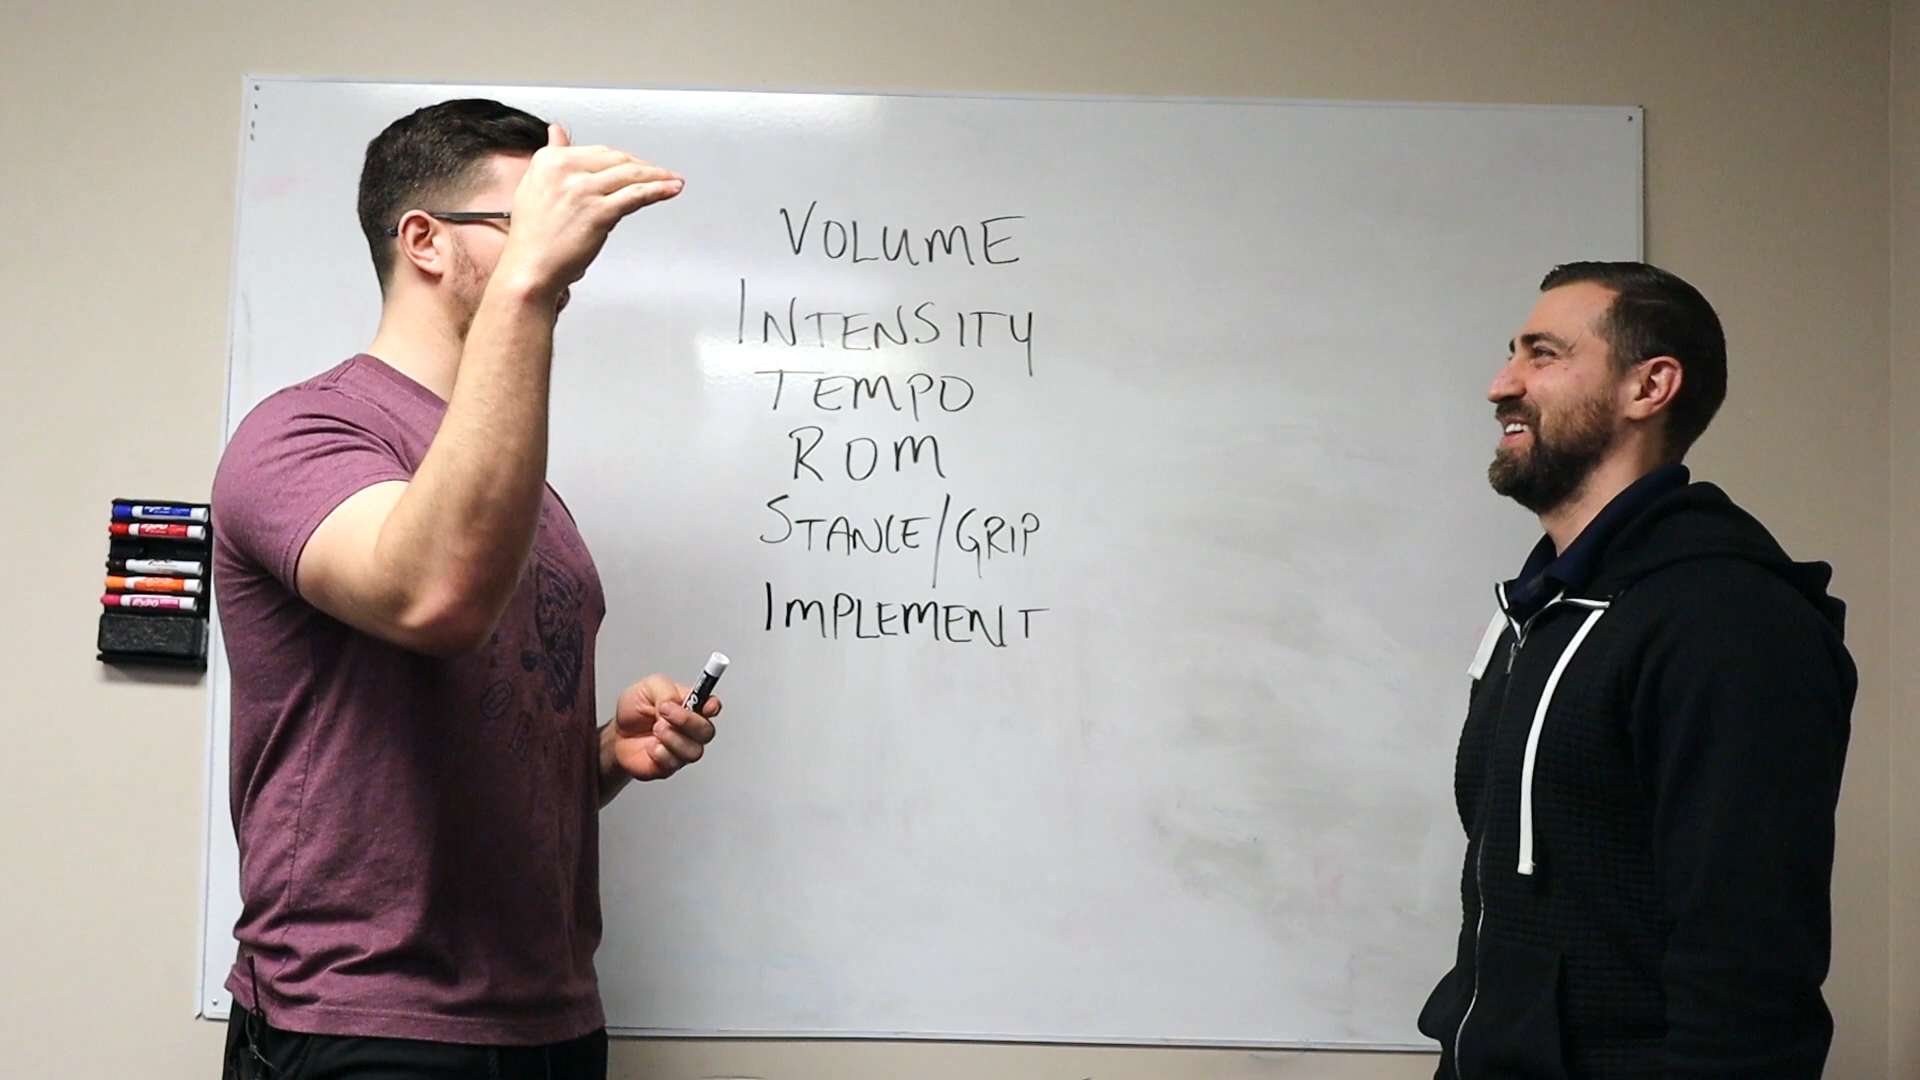 VOLUME
INTENSITY
TEMPO
ROM
STANCE/GRIP
IMPLEMENT